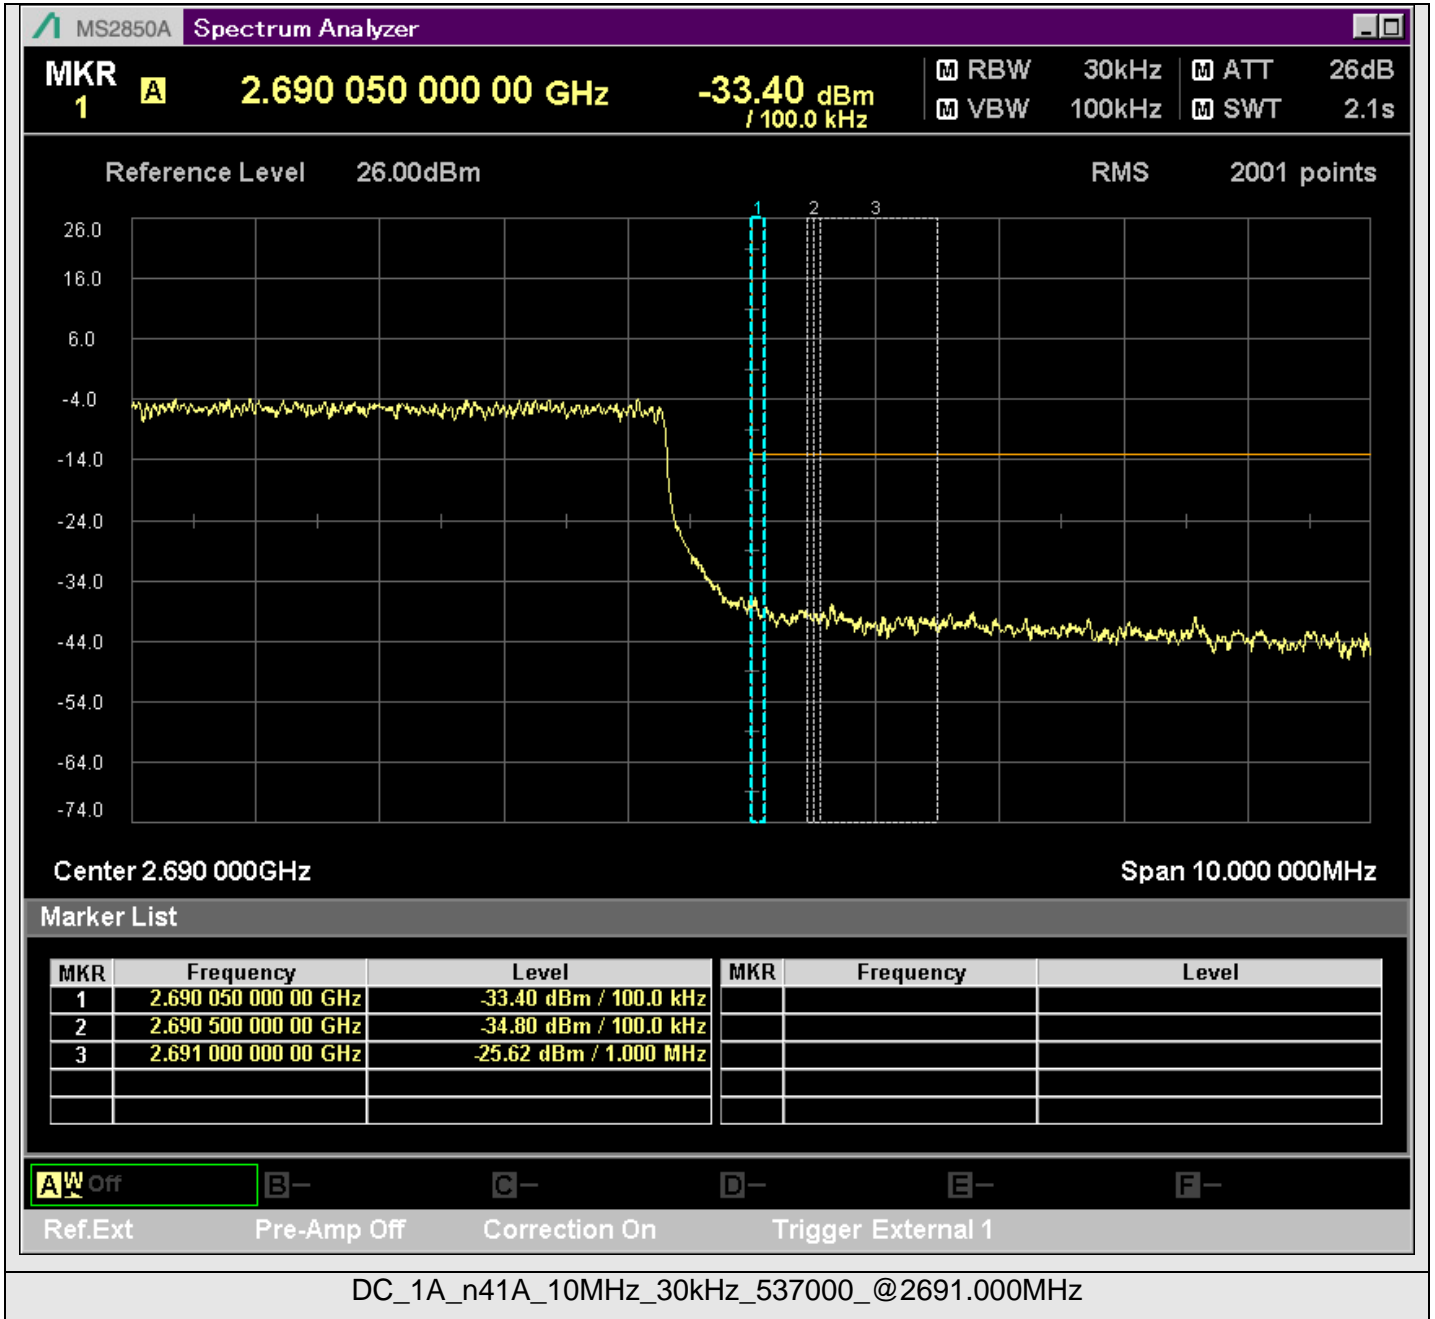 MS2850A Spectrum Analyzer
MKR 1 A 2.690 050 000 00 GHz -33.40 dBm / 100.0 kHz
M RBW 30kHz M ATT 26dB
M VBW 100kHz M SWT 2.1s
Reference Level 26.00dBm RMS 2001 points
1 2 3
26.0
16.0
6.0
-4.0
-14.0
-24.0
-34.0
-44.0
-54.0
-64.0
-74.0
Center 2.690 000GHz Span 10.000 000MHz
Marker List
MKR Frequency Level MKR Frequency Level
1 2.690 050 000 00 GHz -33.40 dBm / 100.0 kHz
2 2.690 500 000 00 GHz -34.80 dBm / 100.0 kHz
3 2.691 000 000 00 GHz -25.62 dBm / 1.000 MHz
A W Off B C D E F
Ref.Ext Pre-Amp Off Correction On Trigger External 1
DC_1A_n41A_10MHz_30kHz_537000_@2691.000MHz